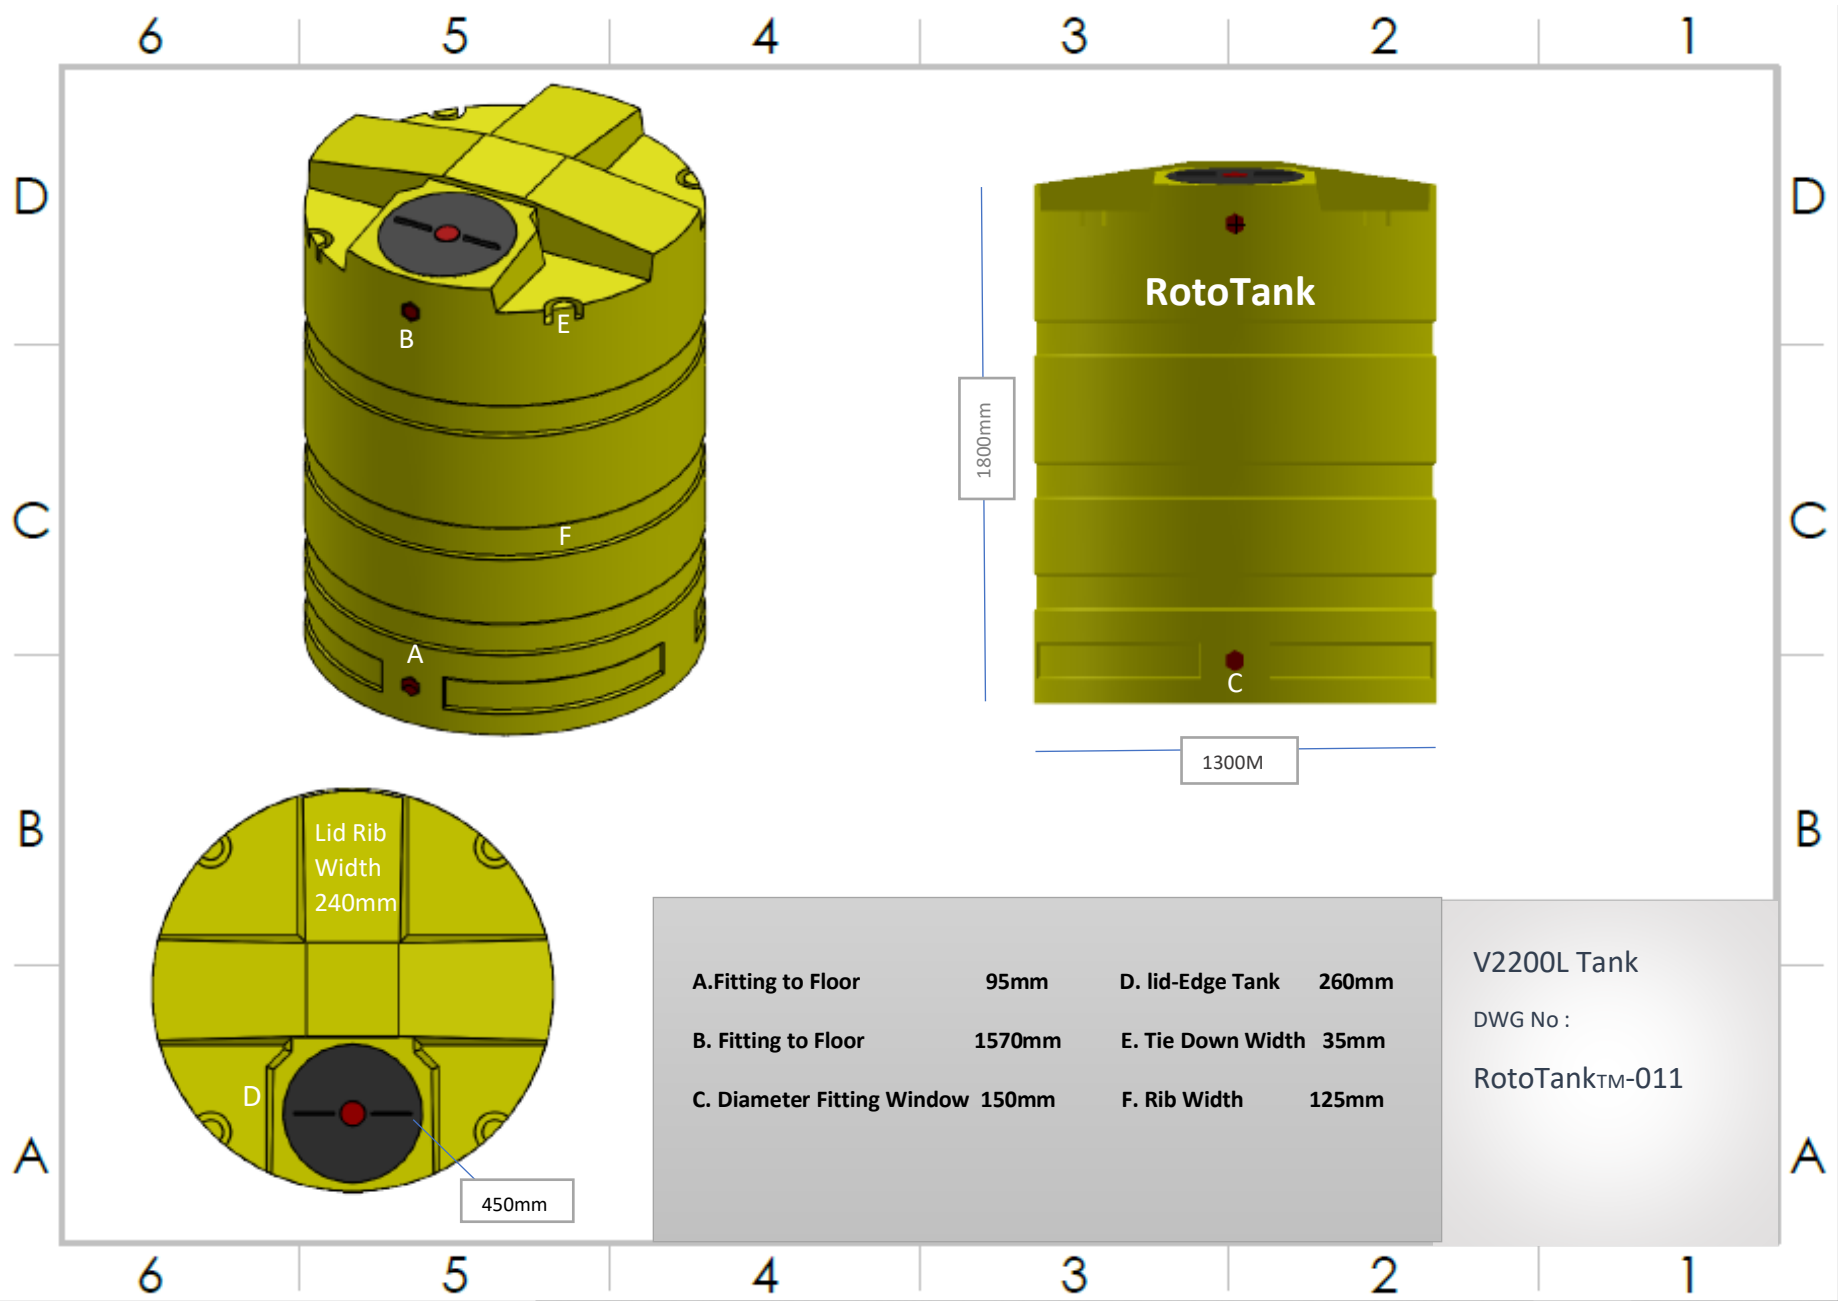 6 5 4 3 2 1
D D
B
E
RotoTank
1800mm
C C
F
A
C
1300M
B B
Lid Rib
Width
240mm
D
450mm
A.Fitting to Floor 95mm D. lid-Edge Tank 260mm
B. Fitting to Floor 1570mm E. Tie Down Width 35mm
C. Diameter Fitting Window 150mm F. Rib Width 125mm
V2200L Tank
DWG No :
RotoTankTM-011
A A
6 5 4 3 2 1